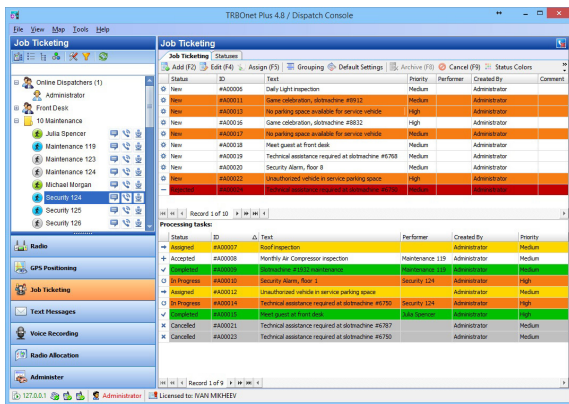 TRBOnet Plus 4.8 / Dispatch Console
File View Map Tools Help
Job Ticketing
Online Dispatchers (1)
Administrator
Front Desk
10 Maintenance
Julia Spencer
Maintenance 119
Maintenance 123
Maintenance 124
Michael Morgan
Security 124
Security 125
Security 126
Radio
GPS Positioning
Job Ticketing
Text Messages
Voice Recording
Radio Allocation
Administer
Job Ticketing
Job Ticketing Statuses
Add (F2) Edit (F4) Assign (F5) Grouping Default Settings Archive (F8) Cancel (F9) Status Colors
Status ID Text Priority Performer Created By Comment
New #A00006 Daily Light inspection Medium Administrator
New #A00011 Game celebration, slotmachine #8912 Medium Administrator
New #A00013 No parking space available for service vehicle High Administrator
New #A00016 Game celebration, slotmachine #8832 High Administrator
New #A00017 No parking space available for service vehicle Medium Administrator
New #A00018 Meet guest at front desk Medium Administrator
New #A00019 Technical assistance required at slotmachine #6768 Medium Administrator
New #A00020 Security Alarm, floor 8 Medium Administrator
New #A00022 Unauthorized vehicle in service parking space High Administrator
Rejected Technical assistance required at slotmachine Medium Administrator
Record 1 of 10
Processing tasks:
Status ID Text Performer Created By Priority
Assigned #A00007 Roof inspection Administrator Medium
Accepted #A00008 Monthly Air Compressor inspection Maintenance 119 Administrator Medium
Completed #A00009 Slotmachine #1932 maintenance Maintenance 119 Administrator Medium
In Progress #A00010 Security Alarm, floor 1 Security 124 Administrator High
Assigned #A00012 Unauthorized vehicle in service parking space Administrator Medium
In Progress #A00014 Technical assistance required at slotmachine #6750 Security 124 Administrator High
Completed #A00015 Meet guest at front desk Julia Spencer Administrator High
Cancelled #A00021 Technical assistance required at slotmachine #6787 Administrator Medium
Cancelled #A00023 Technical assistance required at slotmachine #6750 Administrator Medium
Record 1 of 9
127.0.0.1 Administrator Licensed to: IVAN MIKHEEV